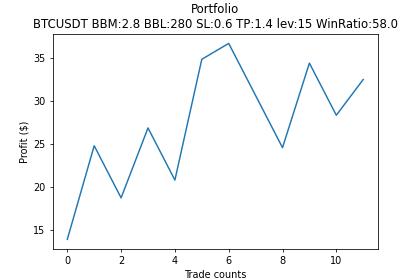 Portfolio
BTCUSDT BBM:2.8 BBL:280 SL:0.6 TP:1.4 lev:15 WinRatio:58.0
35
30
25
20
15
Profit ($)
0 2 4 6 8 10
Trade counts